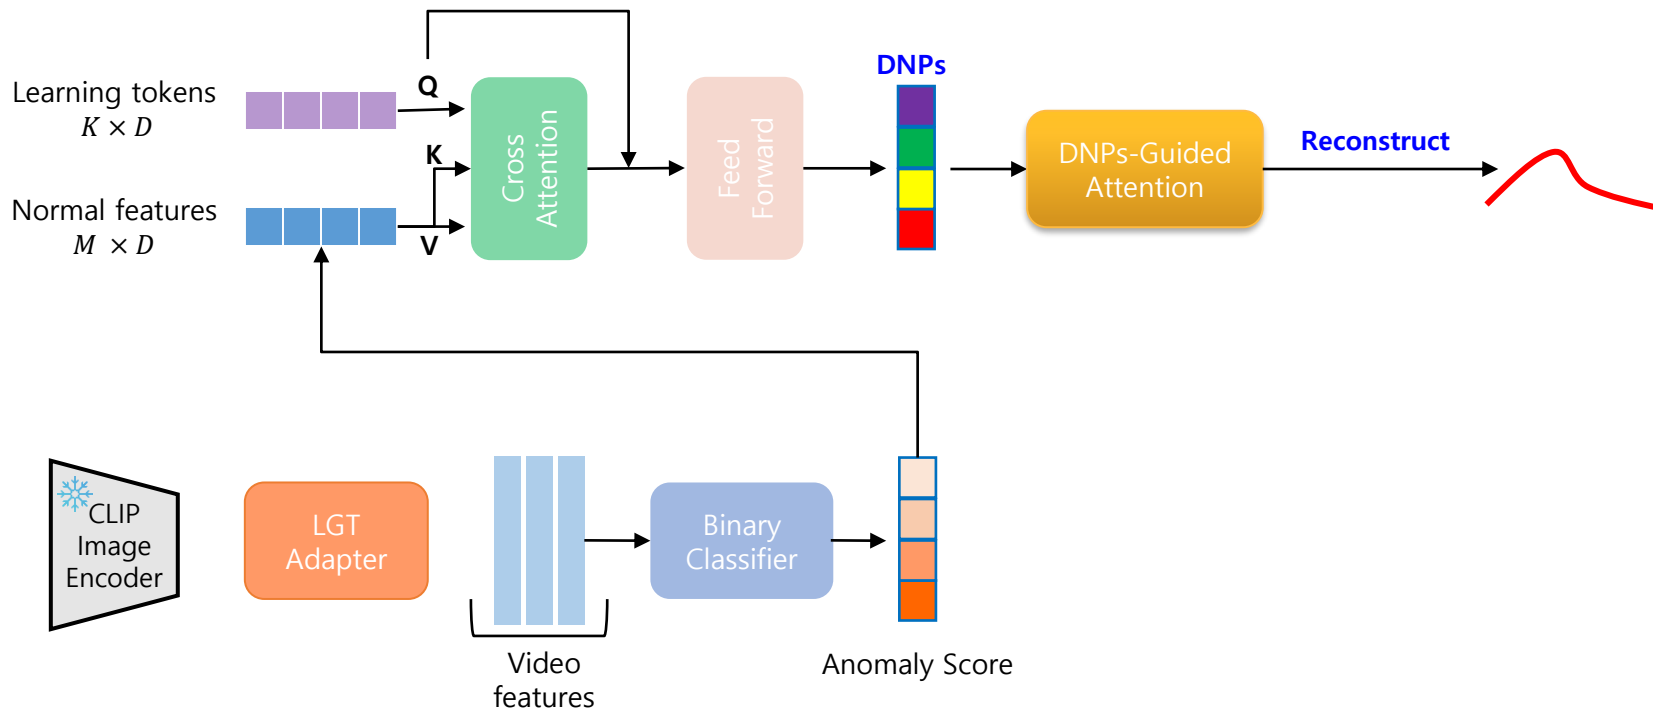 Learning tokens
K × D
Q
K
Cross
Attention
Feed
Forward
DNPs
DNPs-Guided
Attention
Reconstruct
Normal features
M × D
V
CLIP
Image
Encoder
LGT
Adapter
Video
features
Binary
Classifier
Anomaly Score